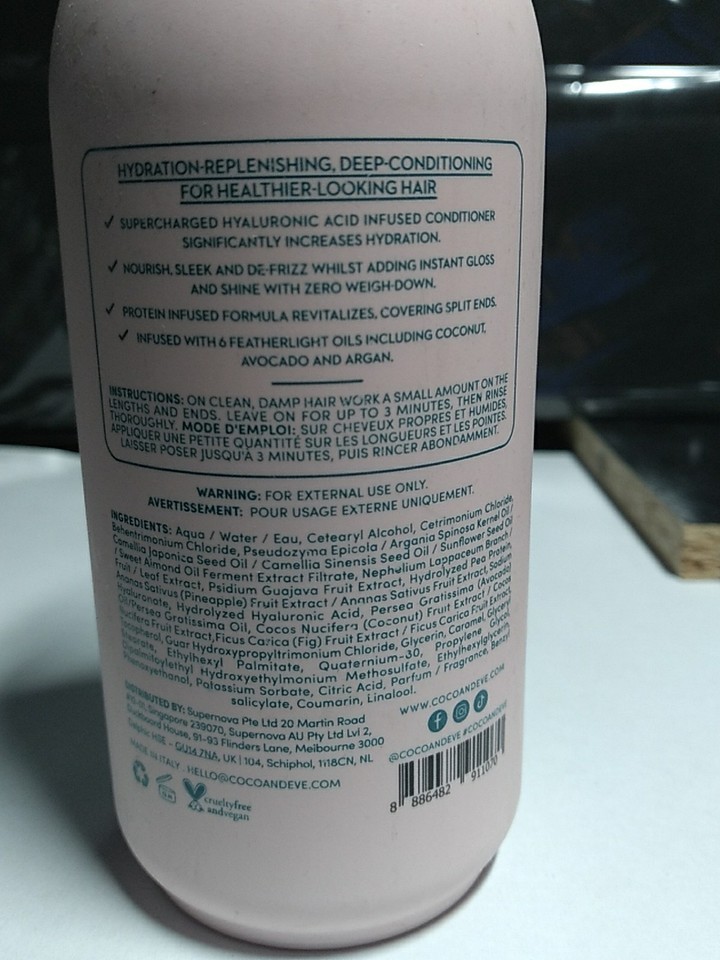 HYDRATION-REPLENISHING, DEEP-CONDITIONING
FOR HEALTHIER-LOOKING HAIR
✓ SUPERCHARGED HYALURONIC ACID INFUSED CONDITIONER
SIGNIFICANTLY INCREASES HYDRATION.
✓ NOURISH, SLEEK AND DE-FRIZZ WHILST ADDING INSTANT GLOSS
AND SHINE WITH ZERO WEIGH-DOWN.
✓ PROTEIN INFUSED FORMULA REVITALIZES, COVERING SPLIT ENDS.
✓ INFUSED WITH 6 FEATHERLIGHT OILS INCLUDING COCONUT,
AVOCADO AND ARGAN.
INSTRUCTIONS: ON CLEAN, DAMP HAIR WORK A SMALL AMOUNT ON THE
LENGTHS AND ENDS. LEAVE ON FOR UP TO 3 MINUTES, THEN RINSE
THOROUGHLY. MODE D'EMPLOI: SUR CHEVEUX PROPRES ET HUMIDES,
APPLIQUER UNE PETITE QUANTITÉ SUR LES LONGUEURS ET LES POINTES.
LAISSER POSER JUSQU'À 3 MINUTES, PUIS RINCER ABONDAMMENT.
WARNING: FOR EXTERNAL USE ONLY.
AVERTISSEMENT: POUR USAGE EXTERNE UNIQUEMENT.
INGREDIENTS: Aqua / Water / Eau, Cetearyl Alcohol, Cetrimonium Chloride,
Behentrimonium Chloride, Pseudozyma Epicola / Argania Spinosa Kernel Oil /
Camellia Japonica Seed Oil / Camellia Sinensis Seed Oil / Sunflower Seed Oil
/ Sweet Almond Oil Ferment Extract Filtrate, Nephelium Lappaceum Branch /
Fruit / Leaf Extract, Psidium Guajava Fruit Extract, Hydrolyzed Pea Protein,
Ananas Sativus (Pineapple) Fruit Extract / Ananas Sativus Fruit Extract, Sodium
Hyaluronate, Hydrolyzed Hyaluronic Acid, Persea Gratissima (Avocado)
Oil/Persea Gratissima Oil, Cocos Nucifera (Coconut) Fruit Extract / Cocos
Nucifera Fruit Extract, Ficus Carica (Fig) Fruit Extract / Ficus Carica Fruit Extract,
Tocopherol, Guar Hydroxypropyltrimonium Chloride, Glycerin, Caramel, Glyceryl
Stearate, Ethylhexyl Palmitate, Quaternium-30, Propylene Glycol,
Dipalmitoylethyl Hydroxyethylmonium Methosulfate, Ethylhexylglycerin,
Phenoxyethanol, Potassium Sorbate, Citric Acid, Parfum / Fragrance, Benzyl
salicylate, Coumarin, Linalool.
DISTRIBUTED BY: Supernova Pte Ltd 20 Martin Road
Singapore 239070, Supernova AU Pty Ltd Lvl 2,
House, 91-93 Flinders Lane, Melbourne 3000
GU14 7NA, UK | 104, Schiphol, 1118CN, NL
MADE IN ITALY . HELLO@COCOANDEVE.COM
crueltyfree
andvegan
WWW.COCOANDEVE.COM
@COCOANDEVE #COCOANDEVE
8 886482 911070